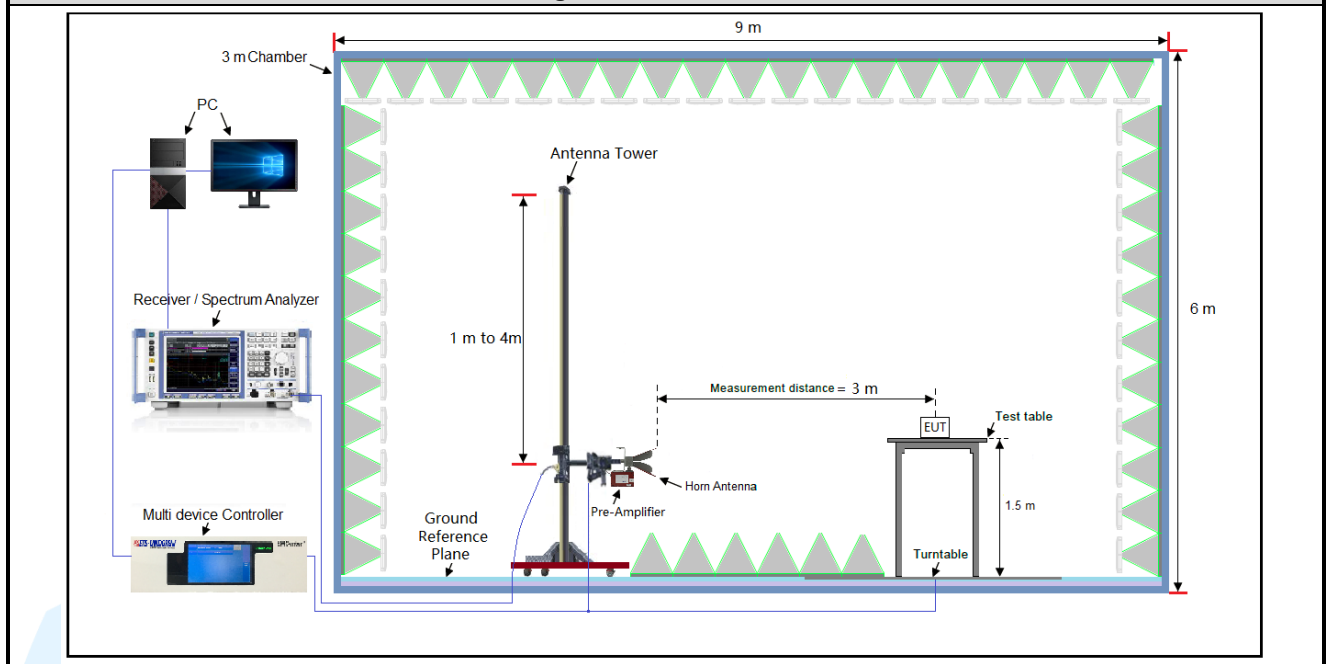 9 m
3 m Chamber
PC
Antenna Tower
Receiver / Spectrum Analyzer
6 m
1 m to 4m
Measurement distance = 3 m
EUT
Test table
Horn Antenna
Pre-Amplifier
1.5 m
Multi device Controller
Ground
Reference
Plane
Turntable